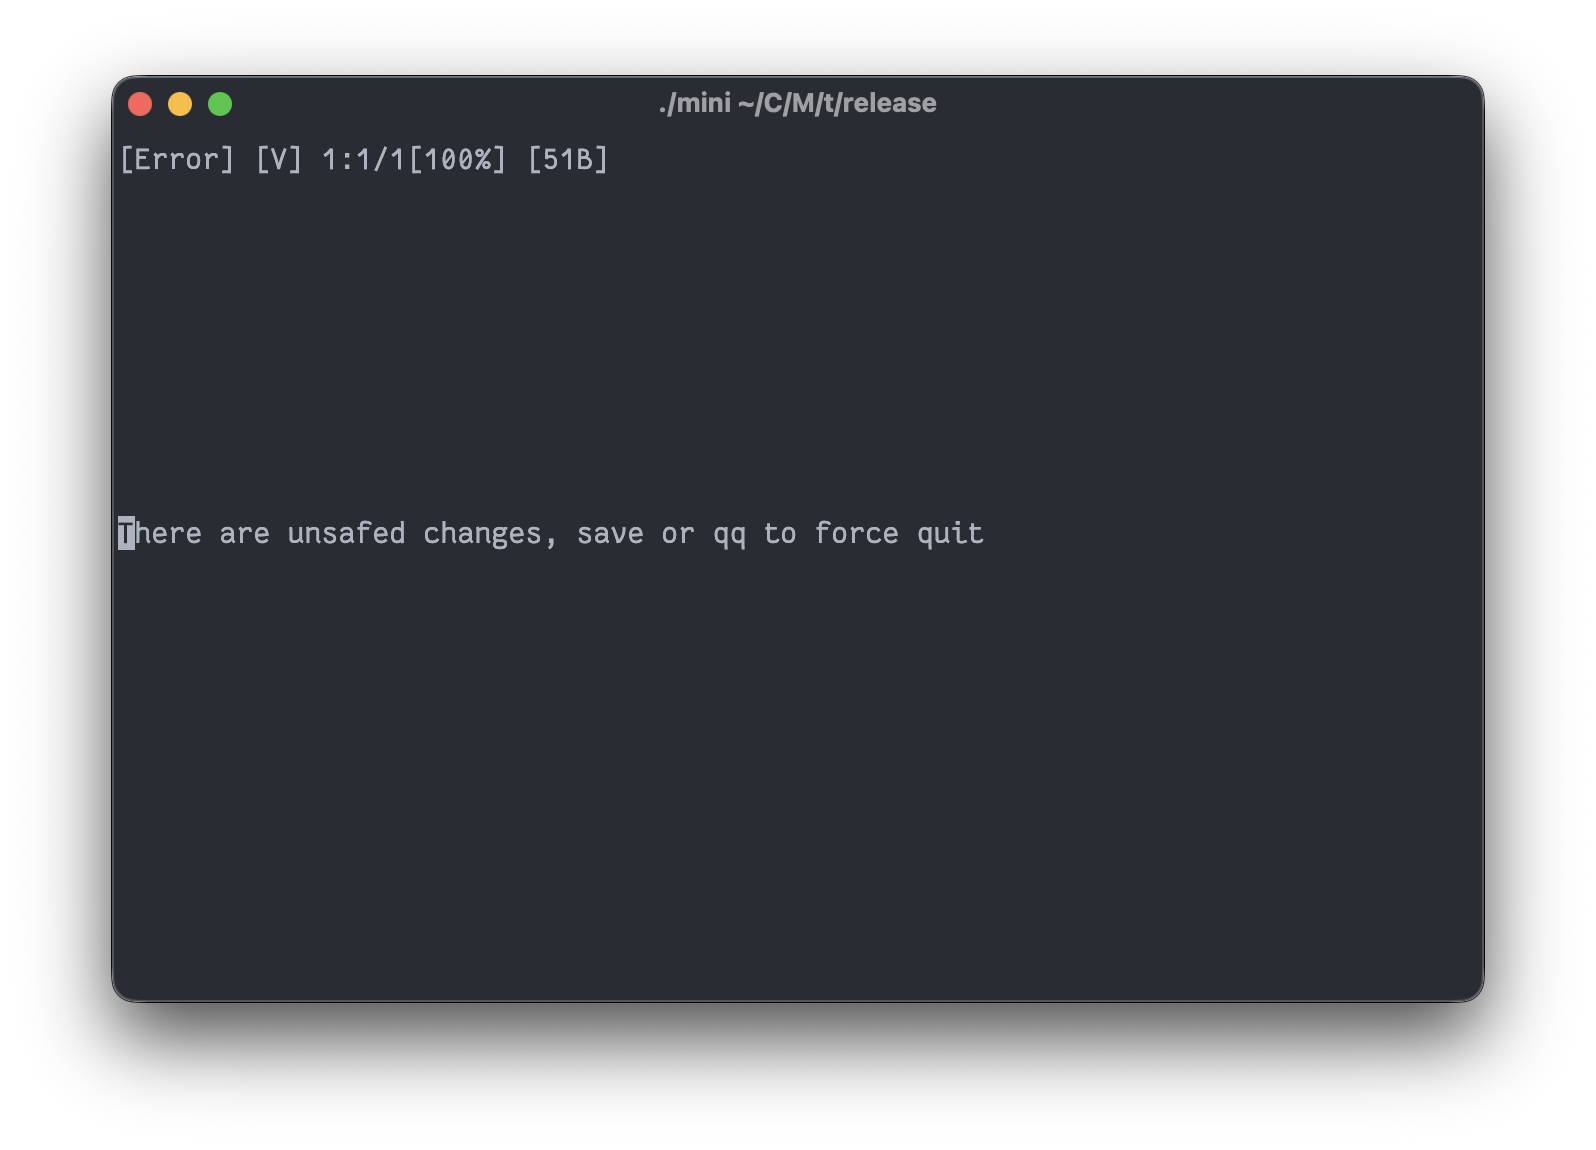 ./mini ~/C/M/t/release
[Error] [V] 1:1/1[100%] [51B]
There are unsafed changes, save or qq to force quit